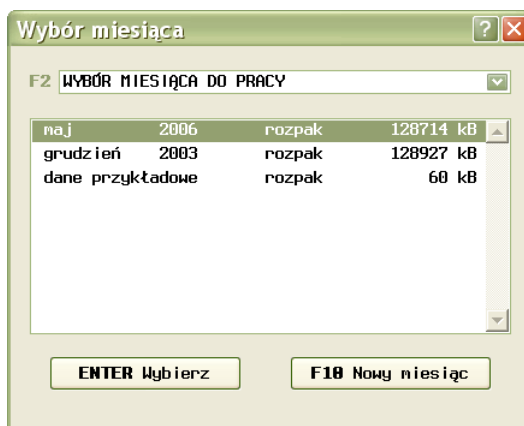 Wybór miesiąca
F2 WYBÓR MIESIĄCA DO PRACY
maj 2006 rozpak 128714 kB
grudzień 2003 rozpak 128927 kB
dane przykładowe rozpak 60 kB
ENTER Wybierz F10 Nowy miesiąc